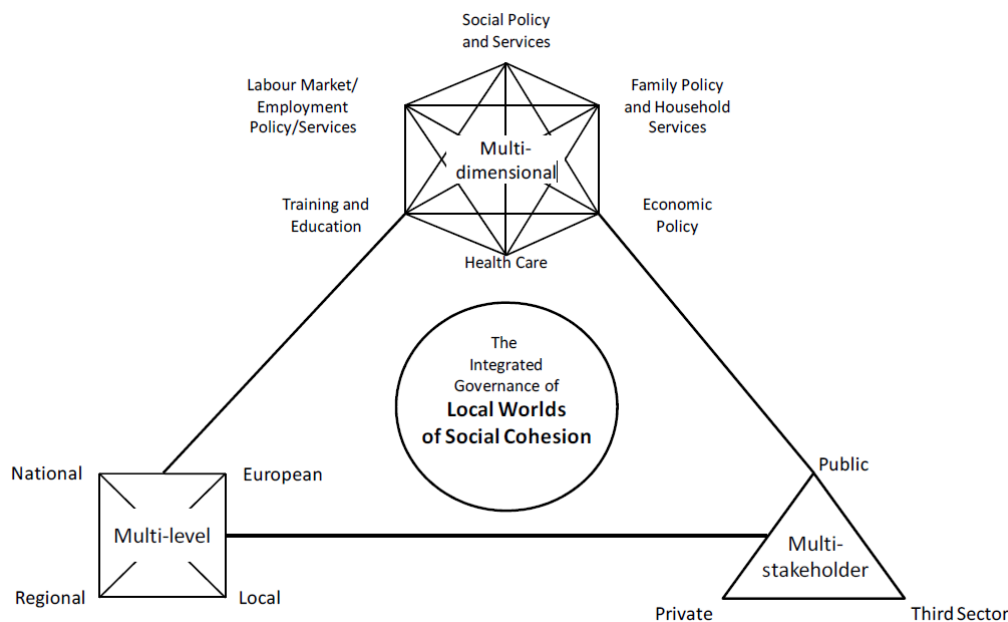 Social Policy
and Services
Labour Market/
Employment
Policy/Services
Family Policy
and Household
Services
Multi-
dimensional
Training and
Education
Economic
Policy
Health Care
The
Integrated
Governance of
Local Worlds
of Social Cohesion
National
European
Multi-level
Regional
Local
Public
Multi-
stakeholder
Private
Third Sector